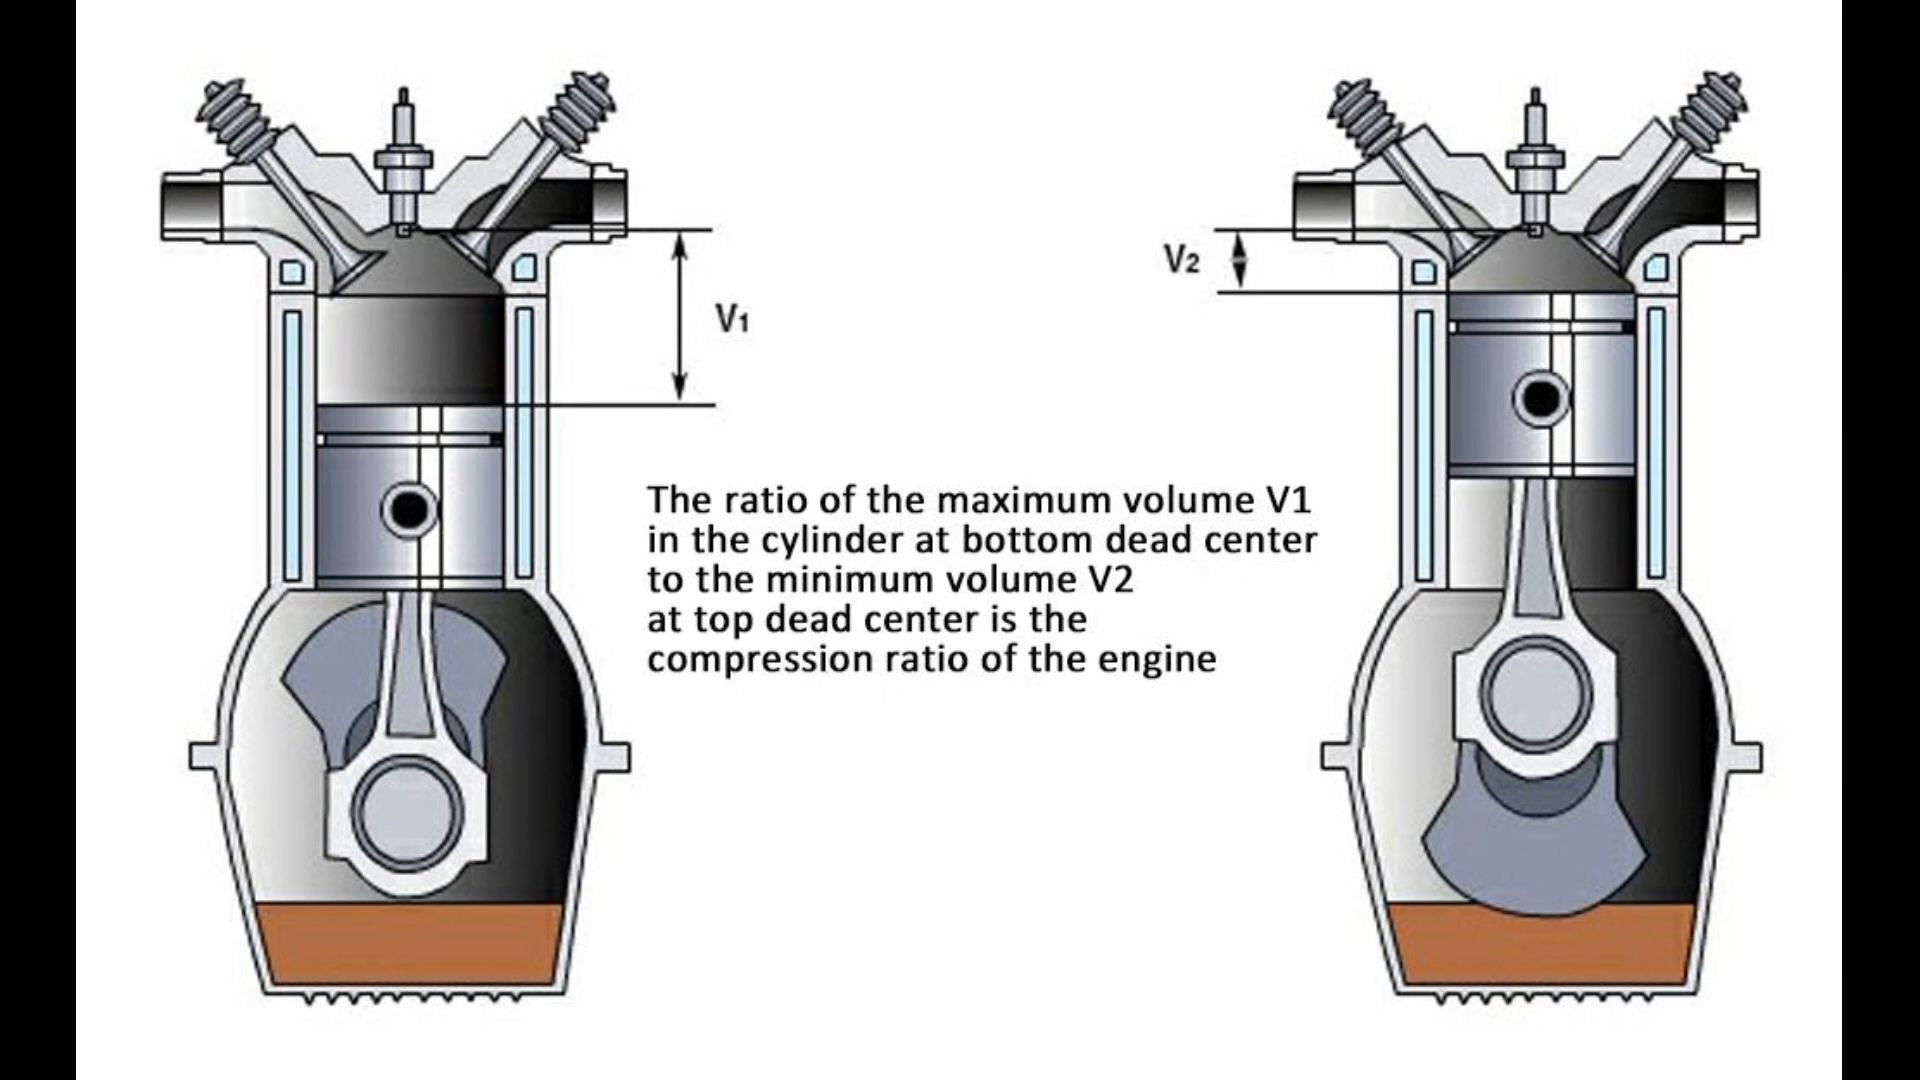 V1
V2
The ratio of the maximum volume V1
in the cylinder at bottom dead center
to the minimum volume V2
at top dead center is the
compression ratio of the engine